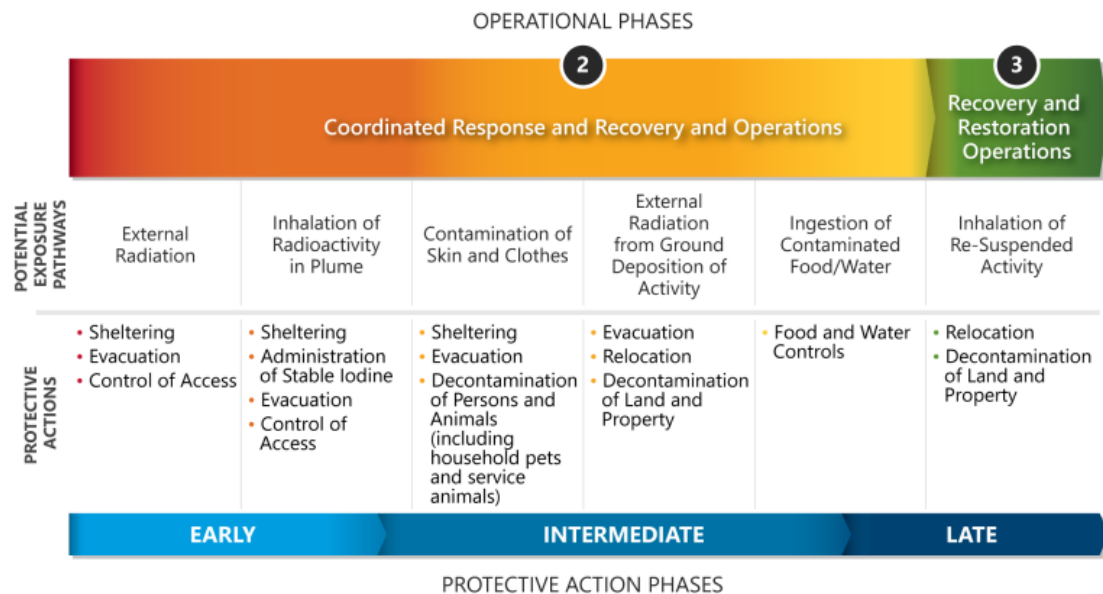 OPERATIONAL PHASES
2
3
Coordinated Response and Recovery and Operations
Recovery and
Restoration
Operations
POTENTIAL
EXPOSURE
PATHWAYS
External
Radiation
Inhalation of
Radioactivity
in Plume
Contamination of
Skin and Clothes
External
Radiation
from Ground
Deposition of
Activity
Ingestion of
Contaminated
Food/Water
Inhalation of
Re-Suspended
Activity
PROTECTIVE
ACTIONS
• Sheltering
• Evacuation
• Control of Access
• Sheltering
• Administration
of Stable Iodine
• Evacuation
• Control of
Access
• Sheltering
• Evacuation
• Decontamination
of Persons and
Animals
(including
household pets
and service
animals)
• Evacuation
• Relocation
• Decontamination
of Land and
Property
• Food and Water
Controls
• Relocation
• Decontamination
of Land and
Property
EARLY
INTERMEDIATE
LATE
PROTECTIVE ACTION PHASES